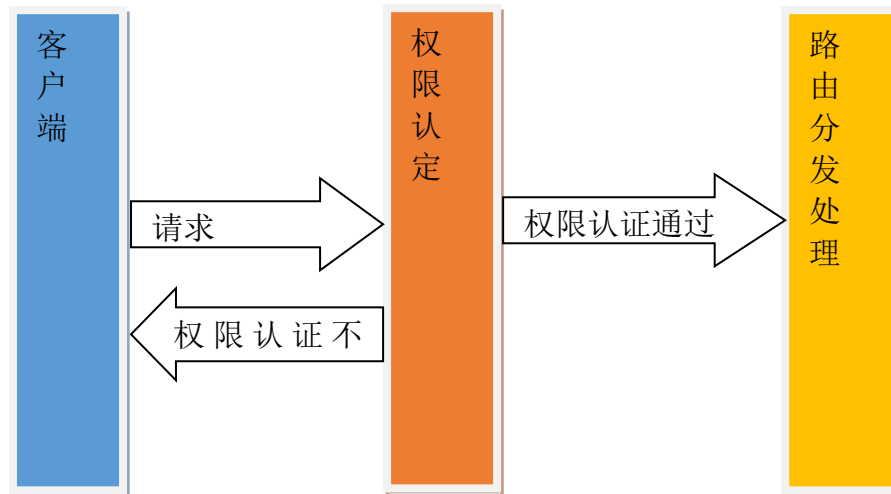 客户端
权限认定
路由分发处理
请求
权限认证通过
权限认证不